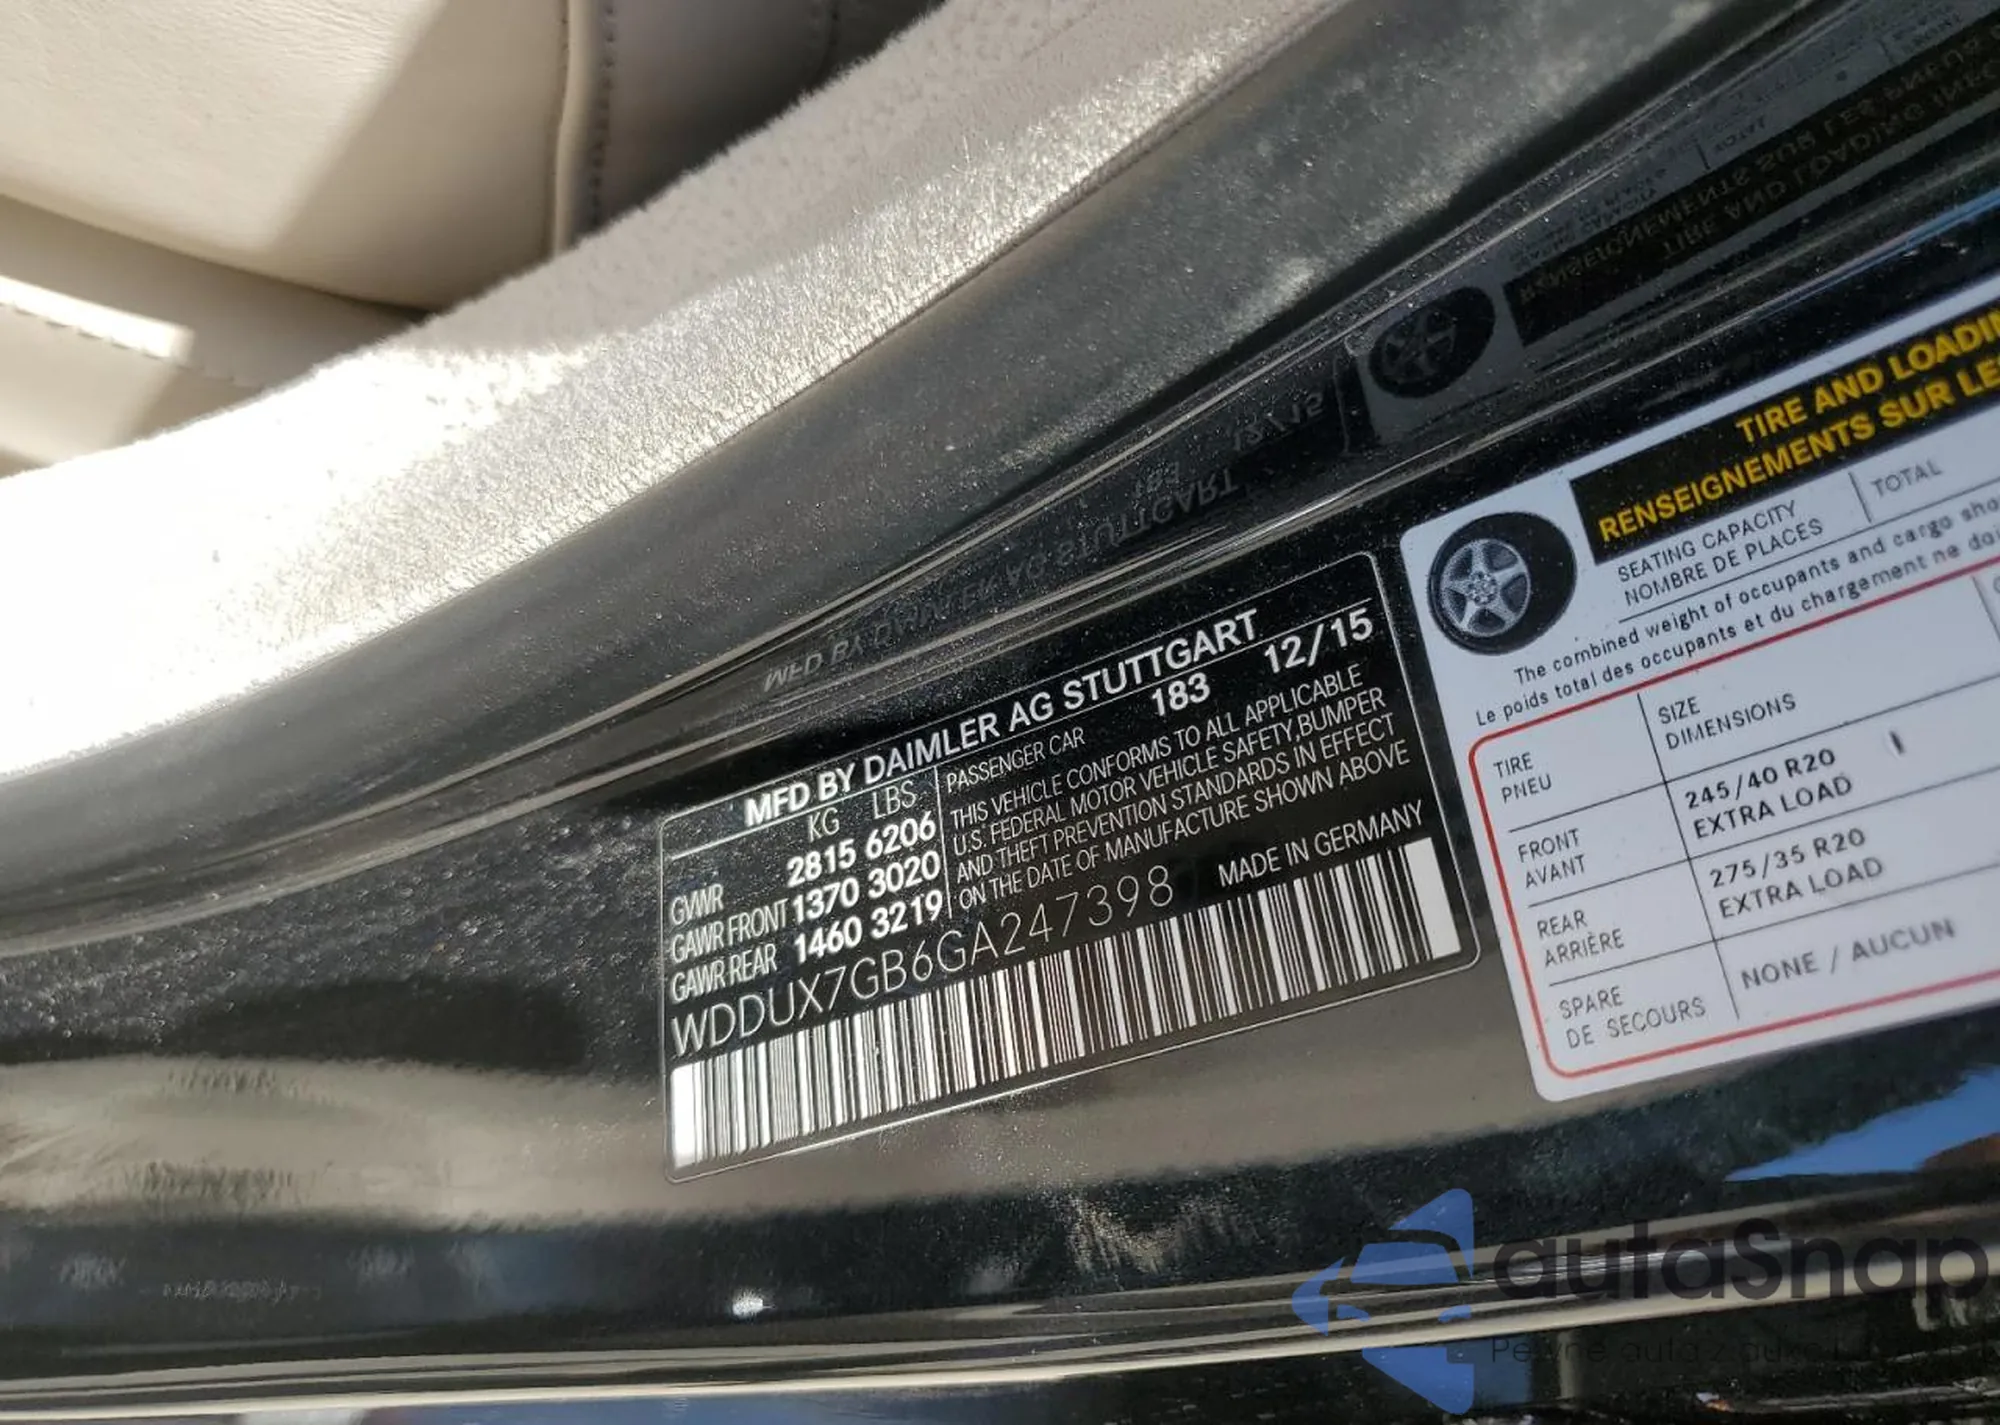 MFD BY DAIMLER AG STUTTGART
KG LBS
GVWR 2815 6206
GAWR FRONT 1370 3020
GAWR REAR 1460 3219
PASSENGER CAR 183 12/15
THIS VEHICLE CONFORMS TO ALL APPLICABLE
U.S. FEDERAL MOTOR VEHICLE SAFETY,BUMPER
AND THEFT PREVENTION STANDARDS IN EFFECT
ON THE DATE OF MANUFACTURE SHOWN ABOVE
WDDUX7GB6GA247398 MADE IN GERMANY
TIRE AND LOADIN
RENSEIGNEMENTS SUR LES
SEATING CAPACITY
NOMBRE DE PLACES
TOTAL
The combined weight of occupants and cargo sho
Le poids total des occupants et du chargement ne doi
TIRE
PNEU
SIZE
DIMENSIONS
FRONT
AVANT
245/40 R20
EXTRA LOAD
REAR
ARRIÈRE
275/35 R20
EXTRA LOAD
SPARE
DE SECOURS
NONE / AUCUN
autaSnap